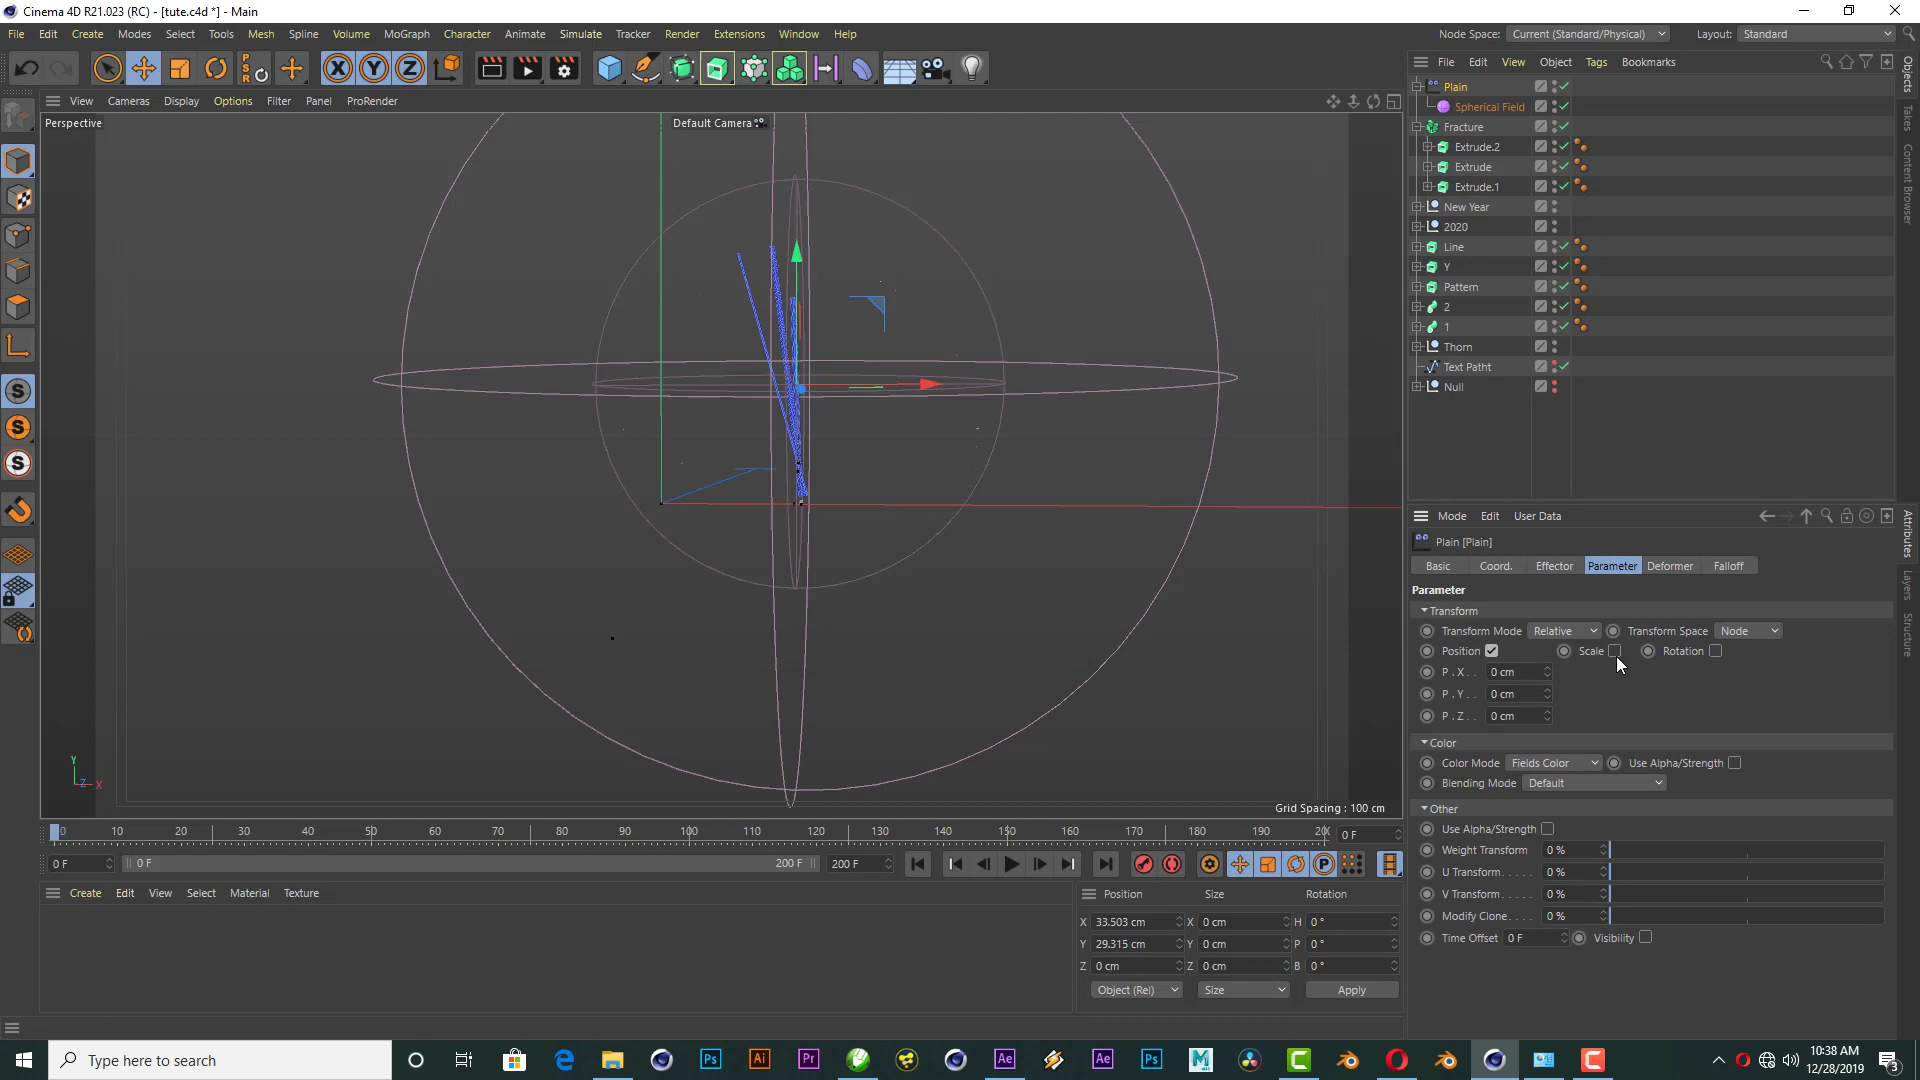 Cinema 4D R21.023 (RC) - [tute.c4d *] - Main
File Edit Create Modes Select Tools Mesh Spline Volume MoGraph Character Animate Simulate Tracker Render Extensions Window Help Node Space: Current (Standard/Physical) Layout: Standard
View Cameras Display Options Filter Panel ProRender
File Edit View Object Tags Bookmarks
Perspective
Default Camera
Plain
Spherical Field
Fracture
Extrude.2
Extrude
Extrude.1
New Year
2020
Line
Y
Pattern
2
1
Thorn
Text Patht
Null
Objects
Takes
Content Browser
Mode Edit User Data
Plain [Plain]
Basic Coord. Effector Parameter Deformer Falloff
Parameter
Transform
Transform Mode Relative Transform Space Node
Position Scale Rotation
P . X . . 0 cm
P . Y . . 0 cm
P . Z . . 0 cm
Color
Color Mode Fields Color Use Alpha/Strength
Blending Mode Default
Other
Use Alpha/Strength
Weight Transform 0 %
U Transform . . . . . 0 %
V Transform . . . . . 0 %
Modify Clone . . . . 0 %
Time Offset 0 F Visibility
Attributes
Layers
Structure
Y
Z X
Grid Spacing : 100 cm
0 10 20 30 40 50 60 70 80 90 100 110 120 130 140 150 160 170 180 190 0 F
0 F 0 F 200 F 200 F
Create Edit View Select Material Texture
Position Size Rotation
X 33.503 cm X 0 cm H 0 °
Y 29.315 cm Y 0 cm P 0 °
Z 0 cm Z 0 cm B 0 °
Object (Rel) Size Apply
Type here to search
10:38 AM
12/28/2019
3